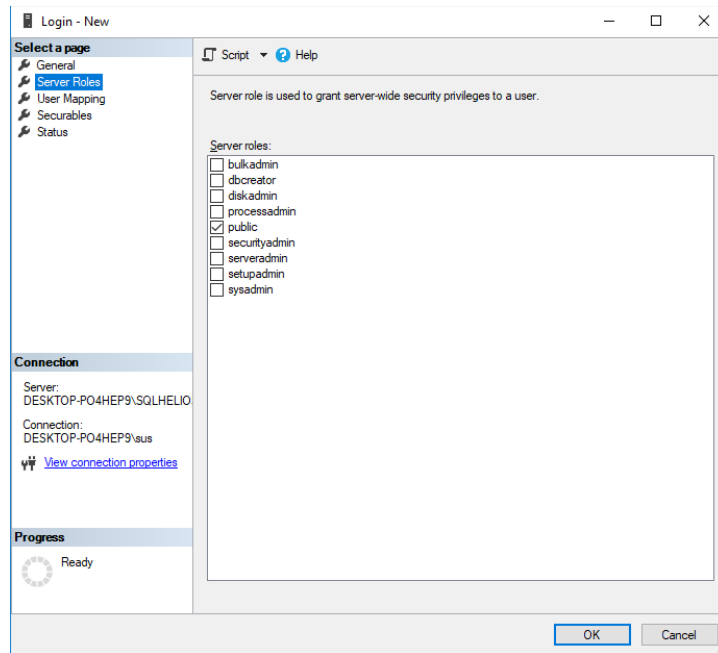 Login - New
Select a page
General
Server Roles
User Mapping
Securables
Status
Script
Help
Server role is used to grant server-wide security privileges to a user.
Server roles:
bulkadmin
dbcreator
diskadmin
processadmin
public
securityadmin
serveradmin
setupadmin
sysadmin
Connection
Server:
DESKTOP-PO4HEP9\SQLHELIO
Connection:
DESKTOP-PO4HEP9\sus
View connection properties
Progress
Ready
OK
Cancel